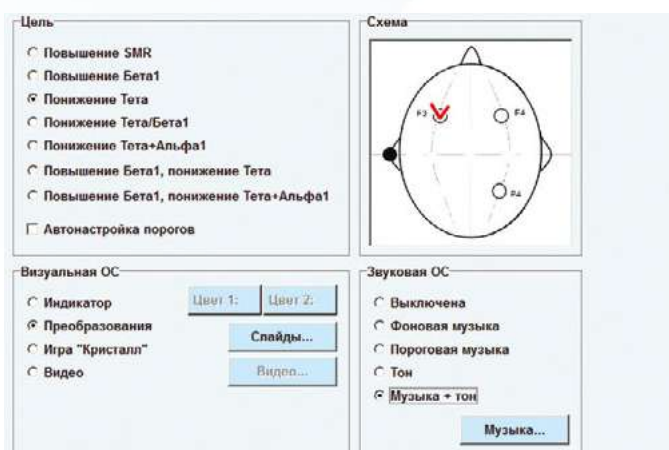 Цель
Повышение SMR
Повышение Бета1
Понижение Тета
Понижение Тета/Бета1
Понижение Тета+Альфа1
Повышение Бета1, понижение Тета
Повышение Бета1, понижение Тета+Альфа1
Автонастройка порогов
Схема
F3
F4
P4
Визуальная ОС
Индикатор
Цвет 1: Цвет 2:
Преобразования
Слайды...
Игра "Кристалл"
Видео
Видео...
Звуковая ОС
Выключена
Фоновая музыка
Пороговая музыка
Тон
Музыка + тон
Музыка...